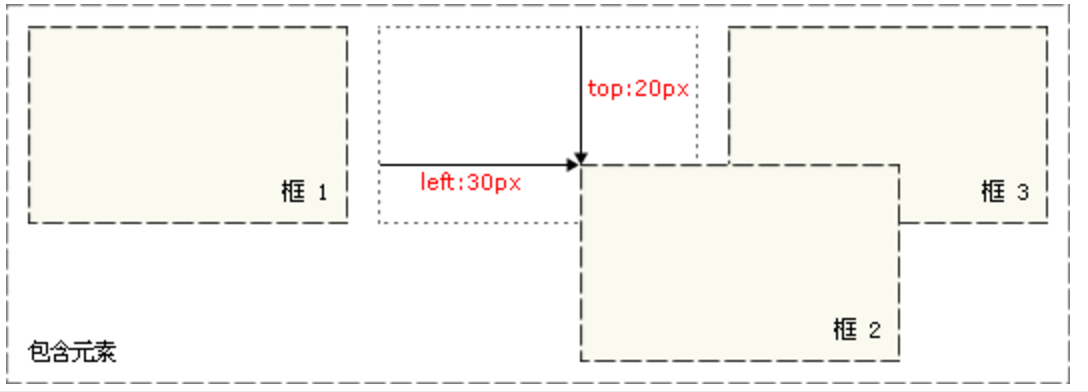 top:20px
left:30px
框 1
框 3
框 2
包含元素